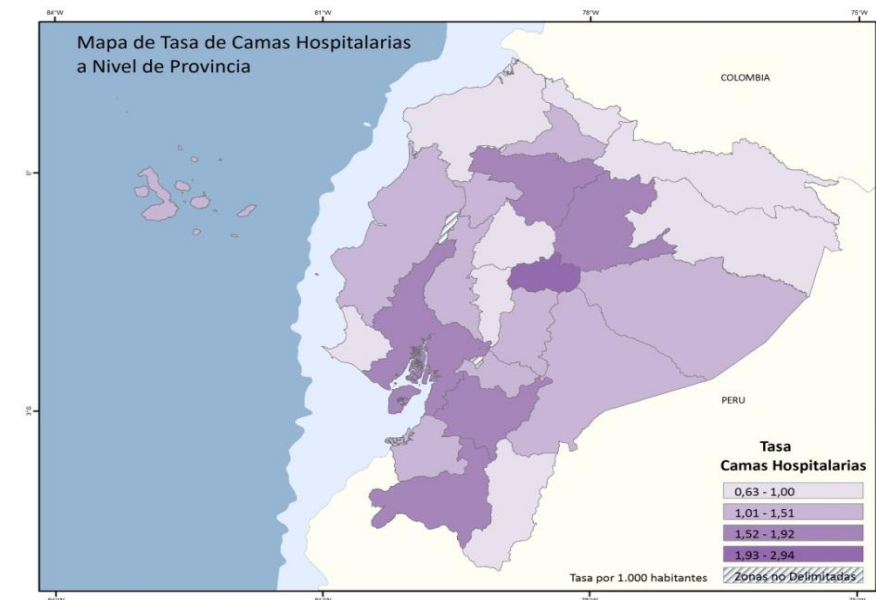 84°W
81°W
78°W
75°W
Mapa de Tasa de Camas Hospitalarias
a Nivel de Provincia
COLOMBIA
0°
3°S
PERU
Tasa
Camas Hospitalarias
0,63 - 1,00
1,01 - 1,51
1,52 - 1,92
1,93 - 2,94
Tasa por 1.000 habitantes
Zonas no Delimitadas